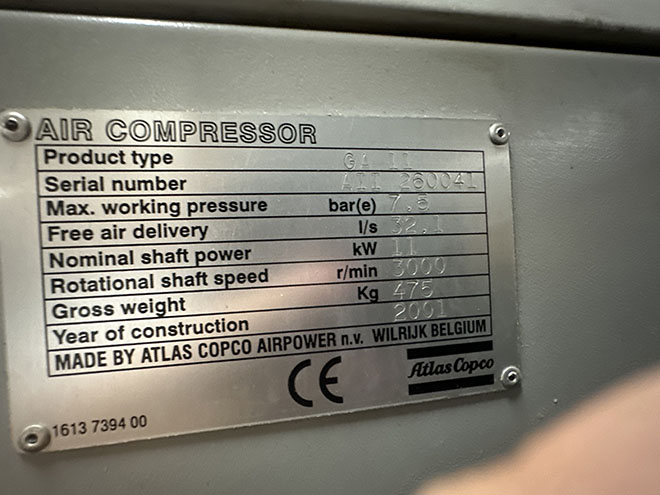 AIR COMPRESSOR
Product type GA 11
Serial number AII 260041
Max. working pressure bar(e) 7.5
Free air delivery l/s 32.1
Nominal shaft power kW 11
Rotational shaft speed r/min 3000
Gross weight Kg 475
Year of construction 2001
MADE BY ATLAS COPCO AIRPOWER n.v. WILRIJK BELGIUM
CE
Atlas Copco
1613 7394 00